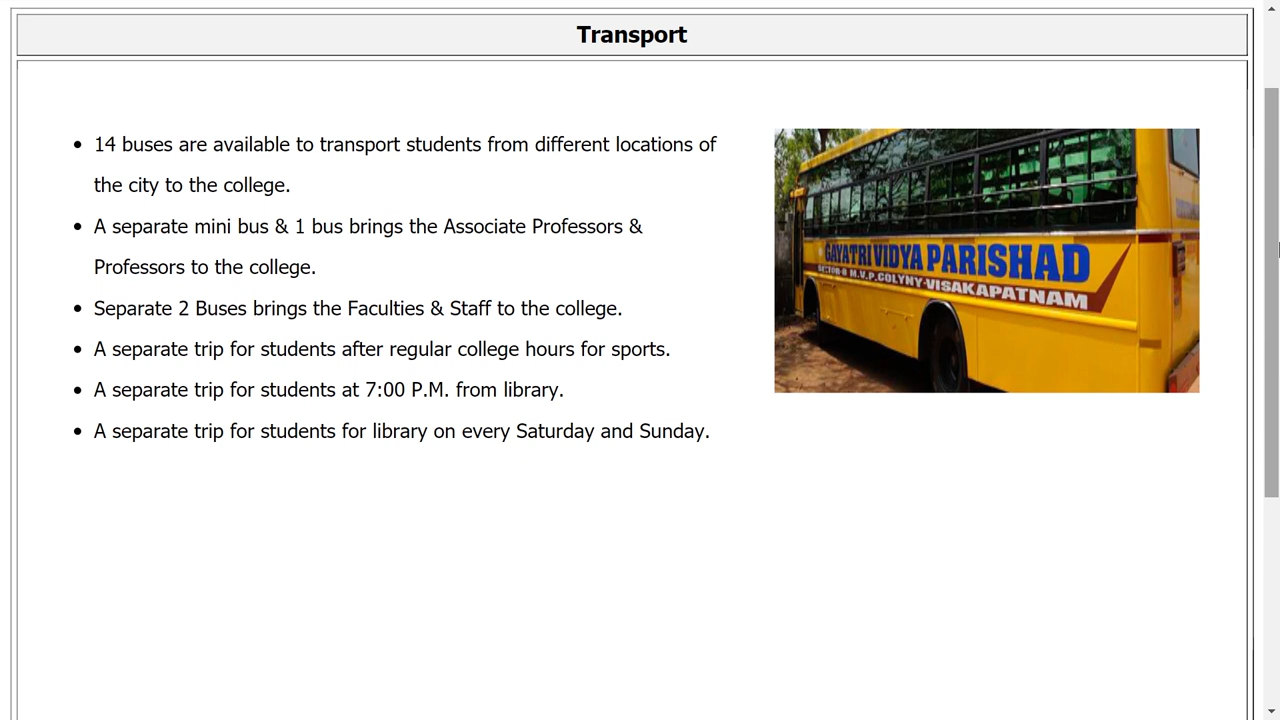 Transport
14 buses are available to transport students from different locations of
the city to the college.
A separate mini bus & 1 bus brings the Associate Professors &
Professors to the college.
Separate 2 Buses brings the Faculties & Staff to the college.
A separate trip for students after regular college hours for sports.
A separate trip for students at 7:00 P.M. from library.
A separate trip for students for library on every Saturday and Sunday.
GAYATRI VIDYA PARISHAD
SECTOR-8 M.V.P.COLYNY-VISAKAPATNAM